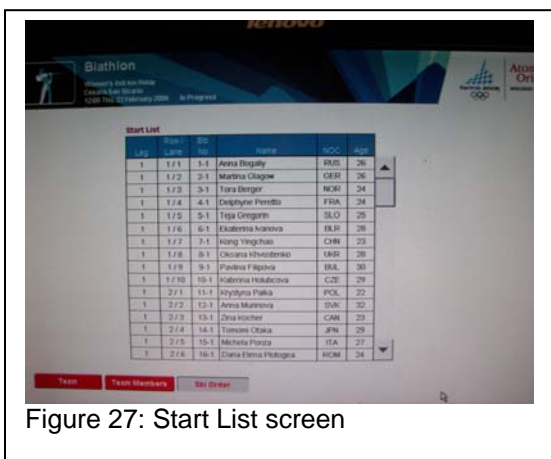 lenovo
Biathlon
Women's 4x6 km Relay
Cesana San Sicario
12:00 Thu 23 February 2006 In Progress
Start List
Leg Row / Lane Bib No Name NOC Age
1 1 / 1 1-1 Anna Bogaliy RUS 26
1 1 / 2 2-1 Martina Glagow GER 26
1 1 / 3 3-1 Tora Berger NOR 24
1 1 / 4 4-1 Delphyne Peretto FRA 24
1 1 / 5 5-1 Teja Gregorin SLO 25
1 1 / 6 6-1 Ekaterina Ivanova BLR 28
1 1 / 7 7-1 Kong Yingchao CHN 23
1 1 / 8 8-1 Oksana Khvostenko UKR 28
1 1 / 9 9-1 Pavlina Filipova BUL 30
1 1 / 10 10-1 Katerina Holubcova CZE 29
1 2 / 1 11-1 Krystyna Palka POL 22
1 2 / 2 12-1 Anna Murinova SVK 32
1 2 / 3 13-1 Zina Kocher CAN 23
1 2 / 4 14-1 Tomomi Otaka JPN 29
1 2 / 5 15-1 Michela Ponza ITA 27
1 2 / 6 16-1 Dana Elena Plotogea ROM 24
Team Team Members Ski Order
Figure 27: Start List screen